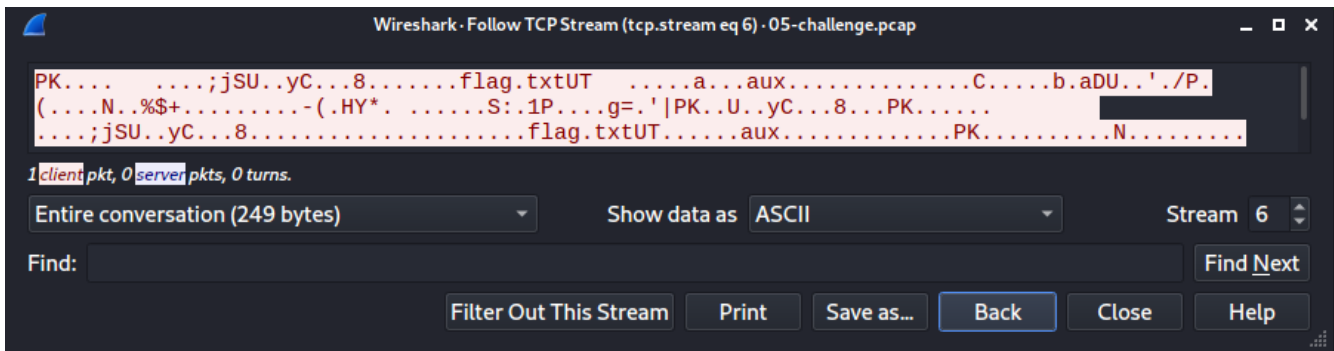 Wireshark · Follow TCP Stream (tcp.stream eq 6) · 05-challenge.pcap
PK.... ....;jSU..yC...8.......flag.txtUT .....a...aux..............C.....b.aDU..'./P.
(....N..%$+.........-(.HY*. .......S:.1P....g=.'|PK..U..yC...8...PK......
....;jSU..yC...8......................flag.txtUT......aux.............PK..........N.........
1 client pkt, 0 server pkts, 0 turns.
Entire conversation (249 bytes) Show data as ASCII Stream 6
Find: Find Next
Filter Out This Stream Print Save as... Back Close Help